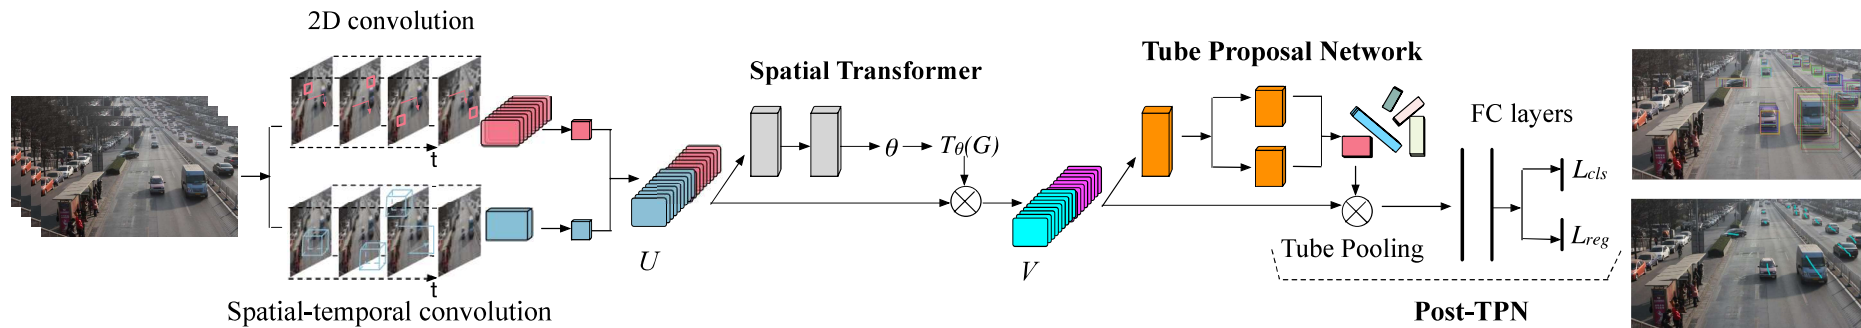 2D convolution
t
t
Spatial-temporal convolution
U
Spatial Transformer
θ
Tθ(G)
V
Tube Proposal Network
Tube Pooling
FC layers
Lcls
Lreg
Post-TPN